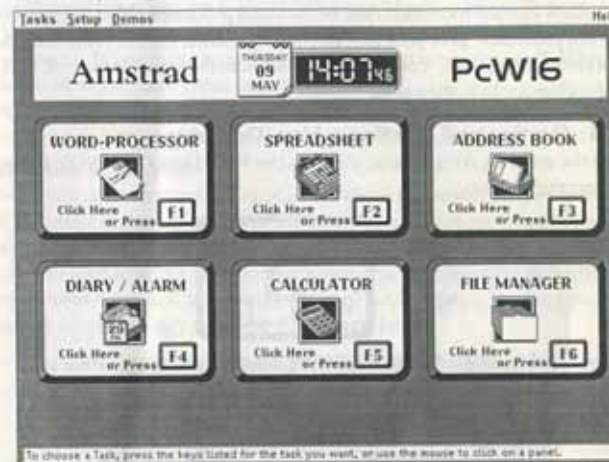 Tasks Setup Demos
Amstrad
THURSDAY
09
MAY
14:07 46
PcW16
WORD-PROCESSOR
Click Here
or Press F1
SPREADSHEET
Click Here
or Press F2
ADDRESS BOOK
Click Here
or Press F3
DIARY / ALARM
29
Click Here
or Press F4
CALCULATOR
Click Here
or Press F5
FILE MANAGER
Click Here
or Press F6
To choose a Task, press the keys listed for the task you want, or use the mouse to click on a panel.